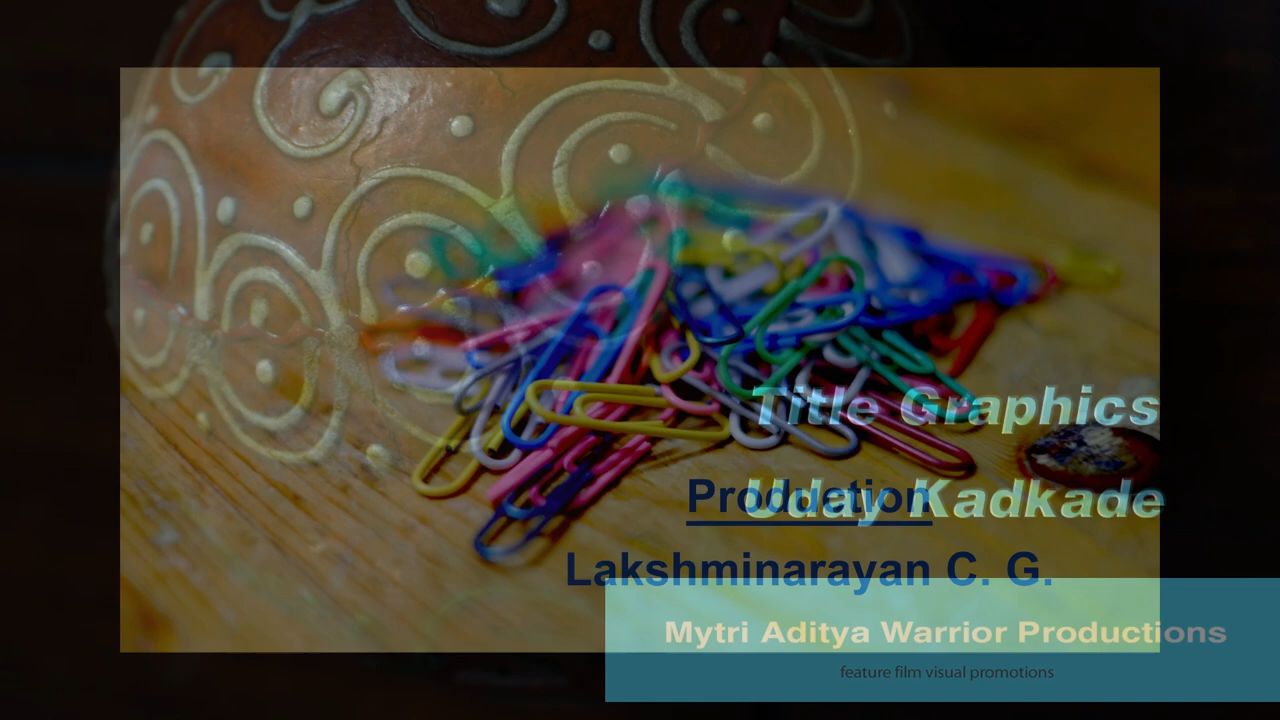 Title Graphics
Uday Kadkade
Production
Lakshminarayan C. G.
Mytri Aditya Warrior Productions
feature film visual promotions